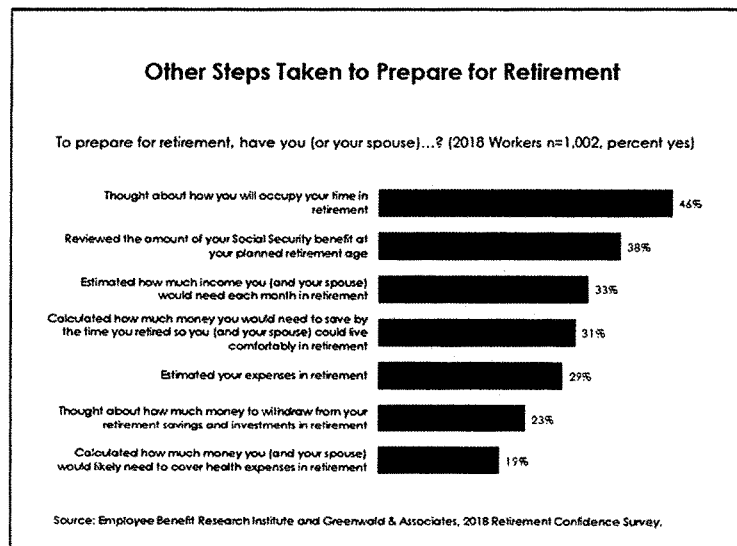 Other Steps Taken to Prepare for Retirement
To prepare for retirement, have you (or your spouse)...? (2018 Workers n=1,002, percent yes)
Thought about how you will occupy your time in
retirement
46%
Reviewed the amount of your Social Security benefit at
your planned retirement age
38%
Estimated how much income you (and your spouse)
would need each month in retirement
33%
Calculated how much money you would need to save by
the time you retired so you (and your spouse) could live
comfortably in retirement
31%
Estimated your expenses in retirement
29%
Thought about how much money to withdraw from your
retirement savings and investments in retirement
23%
Calculated how much money you (and your spouse)
would likely need to cover health expenses in retirement
19%
Source: Employee Benefit Research Institute and Greenwald & Associates, 2018 Retirement Confidence Survey.